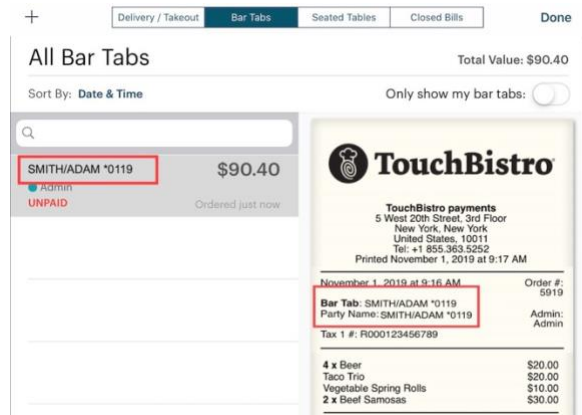 + Delivery / Takeout Bar Tabs Seated Tables Closed Bills Done
All Bar Tabs
Total Value: $90.40
Sort By: Date & Time
Only show my bar tabs:
SMITH/ADAM *0119 $90.40
Admin
UNPAID Ordered just now
TouchBistro
TouchBistro payments
5 West 20th Street, 3rd Floor
New York, New York
United States, 10011
Tel: +1 855.363.5252
Printed November 1, 2019 at 9:17 AM
November 1, 2019 at 9:16 AM Order #:
5919
Bar Tab: SMITH/ADAM *0119
Party Name: SMITH/ADAM *0119 Admin:
Admin
Tax 1 #: R000123456789
4 x Beer $20.00
Taco Trio $20.00
Vegetable Spring Rolls $10.00
2 x Beef Samosas $30.00